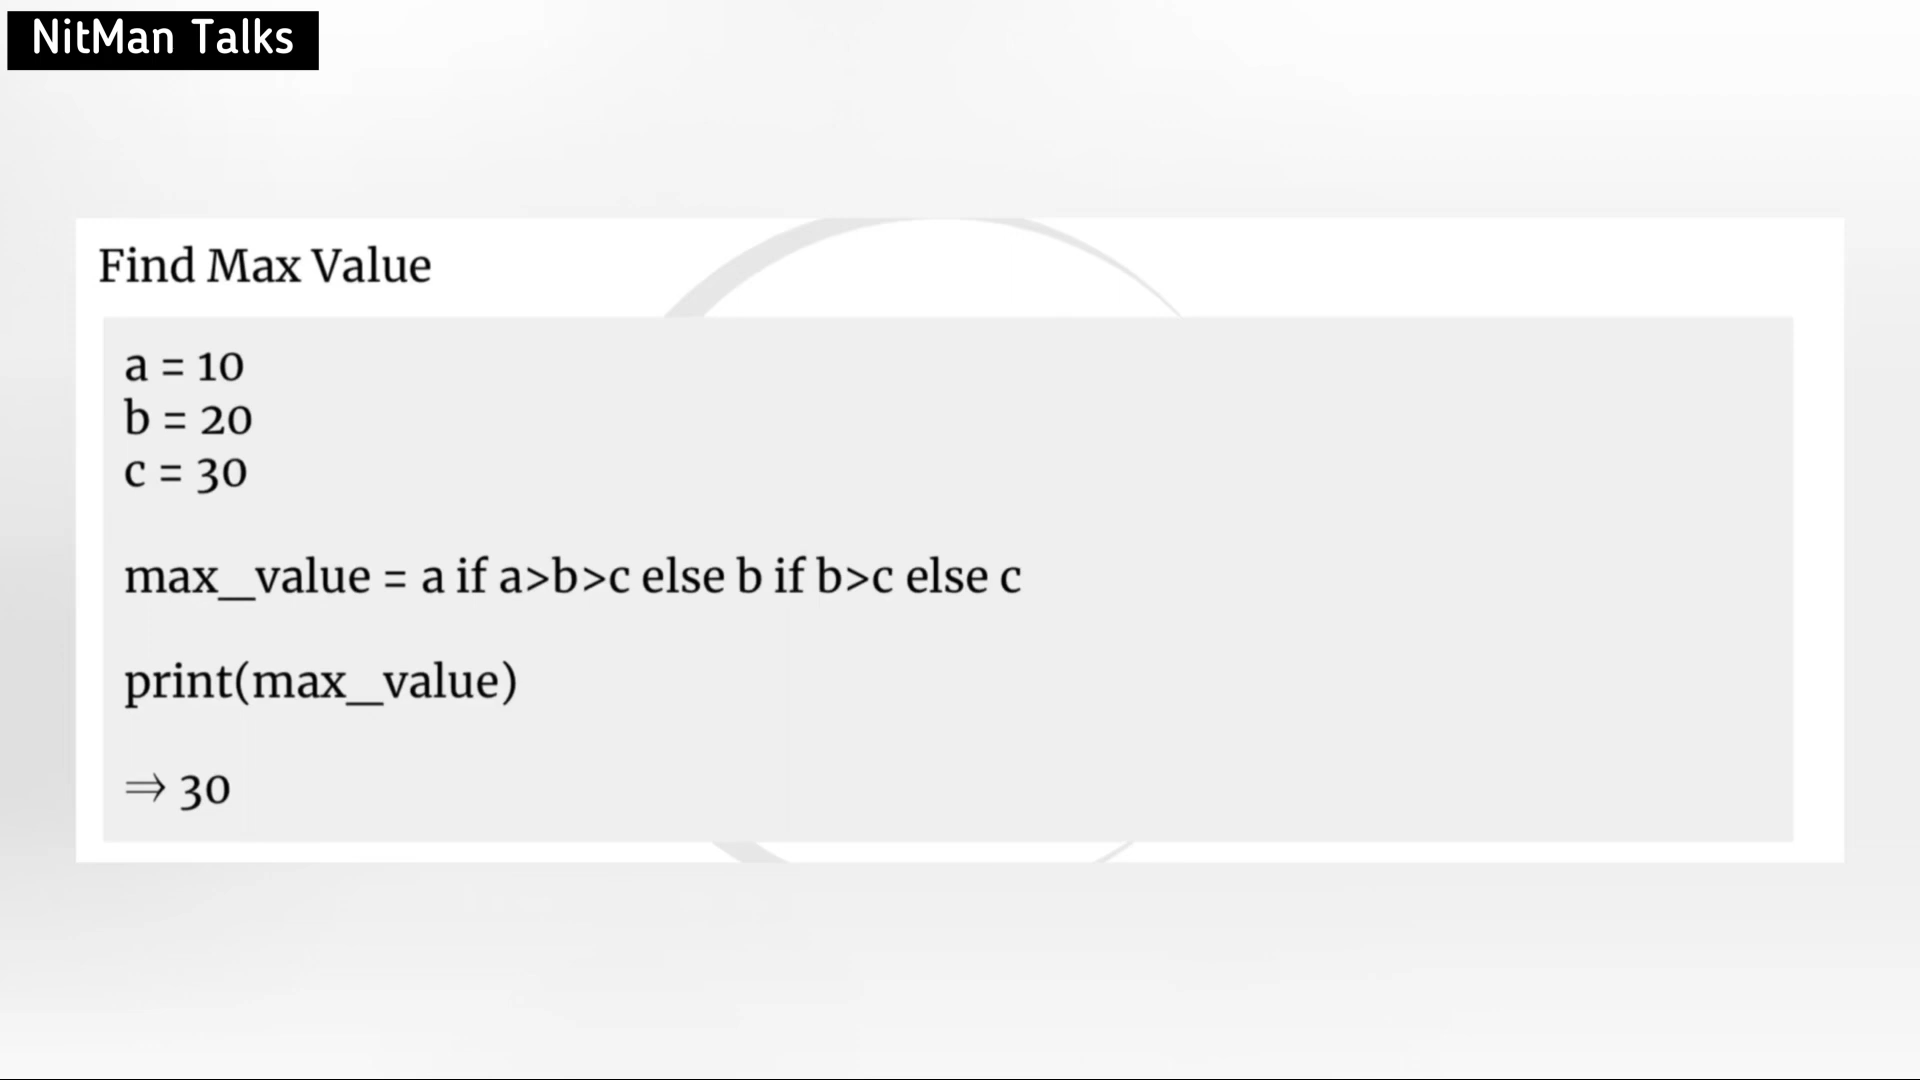 NitMan Talks
Find Max Value
a = 10
b = 20
c = 30
max_value = a if a>b>c else b if b>c else c
print(max_value)
⇒ 30